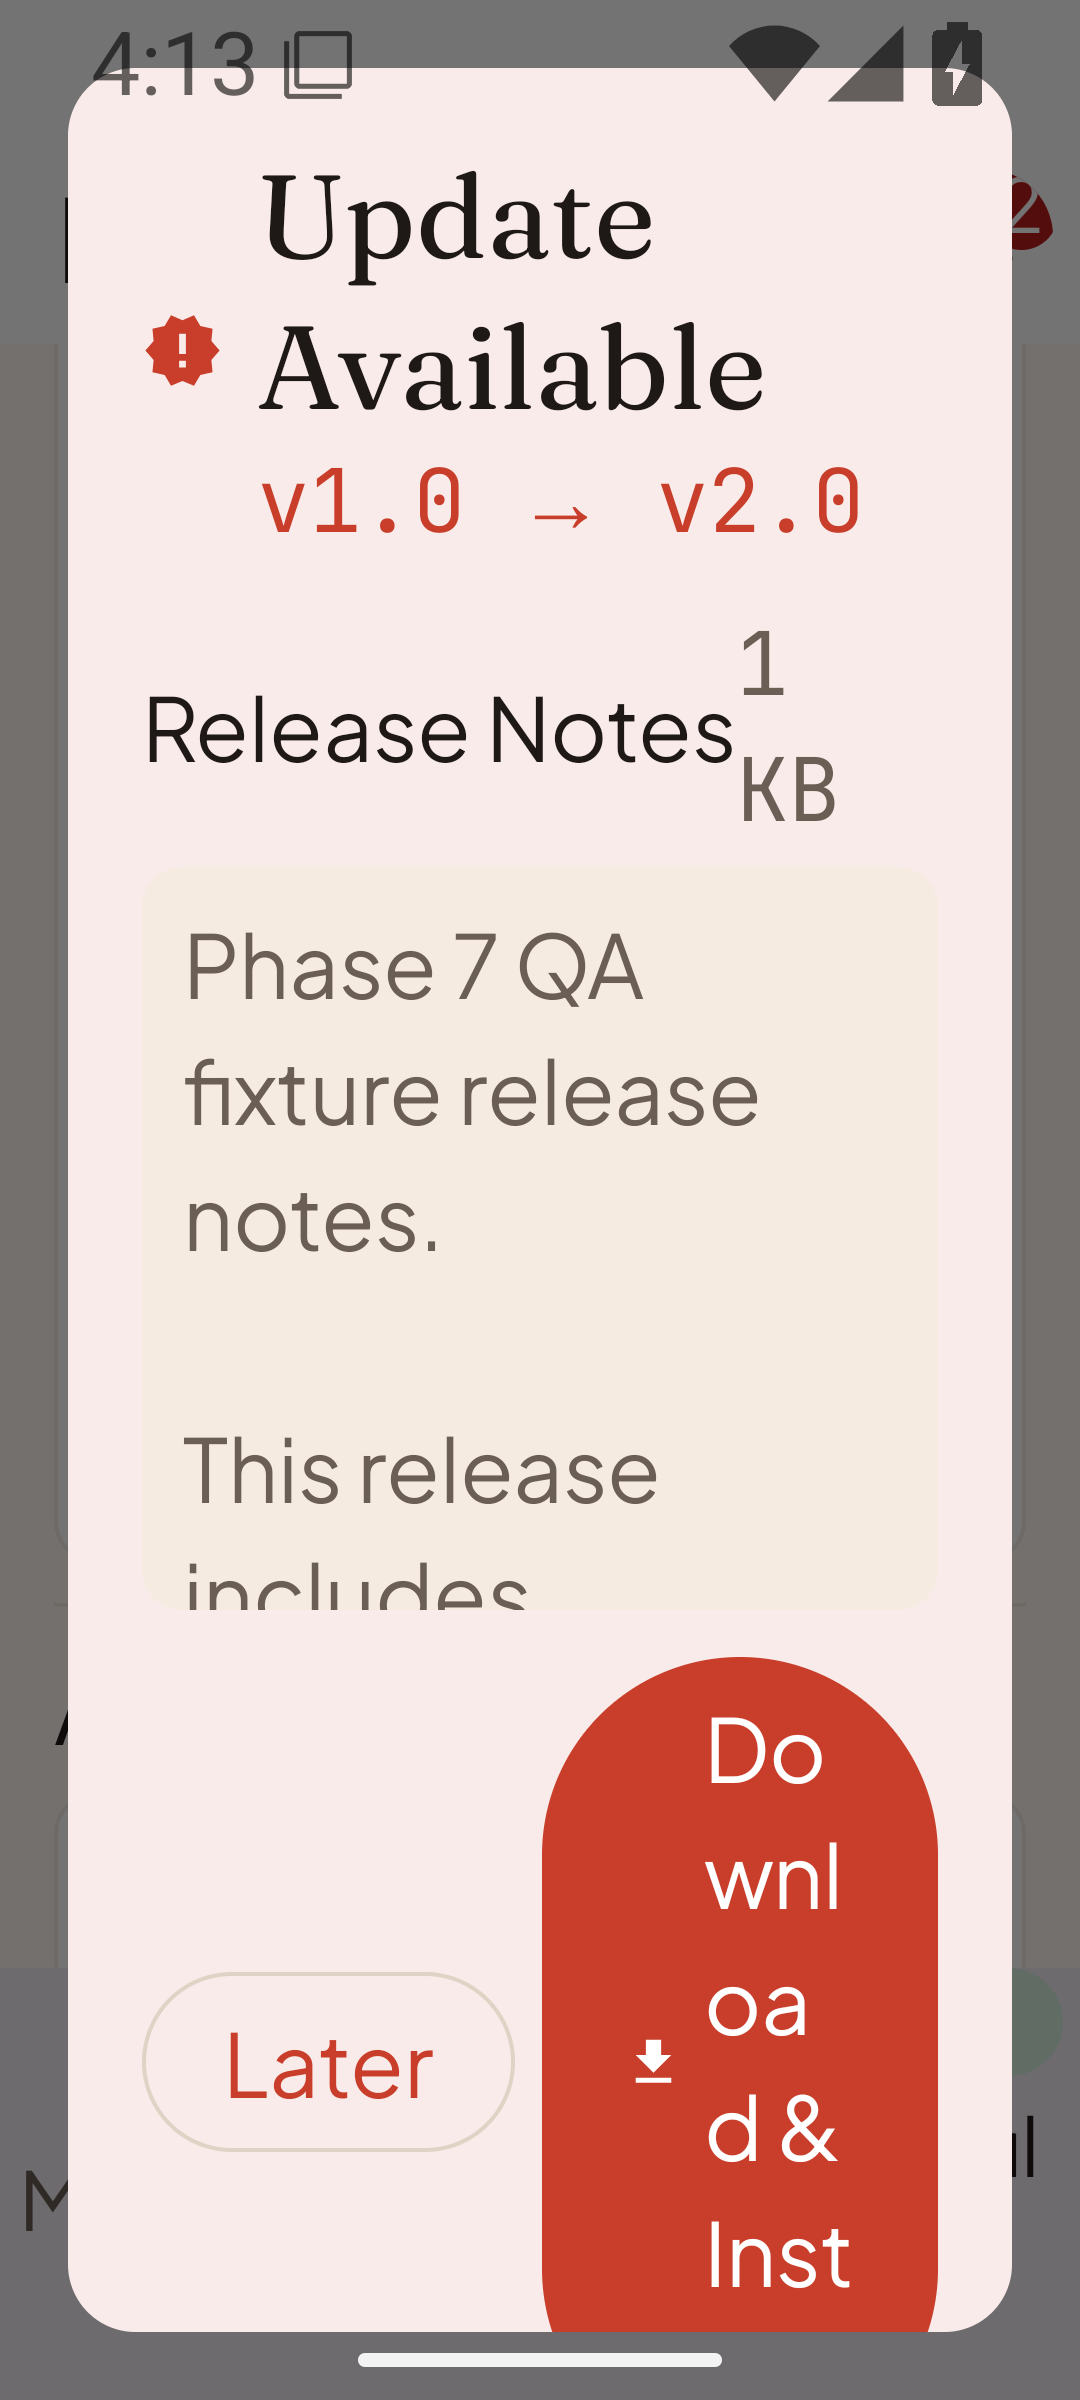 4:13
Update
Available
v1.0 → v2.0
Release Notes
1
KB
Phase 7 QA
fixture release
notes.
This release
includes
Later
Do
wnl
oa
d &
Inst